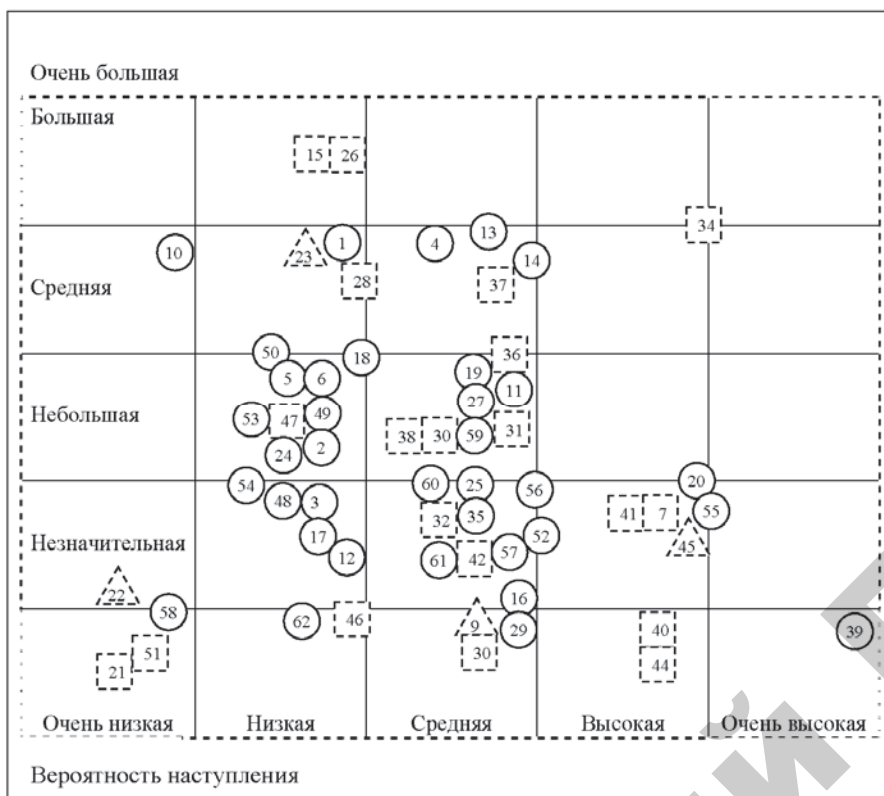 Очень большая
Большая
15 26
34
13
10 23 1 4
14
28 37
Средняя
50 18 36
5 6 19 11
27
Небольшая
53 47 49 38 30 59 31
24 2
54 60 25 56 20
48 3 32 35 41 7 55
17 52 45
Незначительная
12 61 42 57
22
58 16
62 46 9 29 40 39
51 30
21 44
Очень низкая Низкая Средняя Высокая Очень высокая
Вероятность наступления
Й